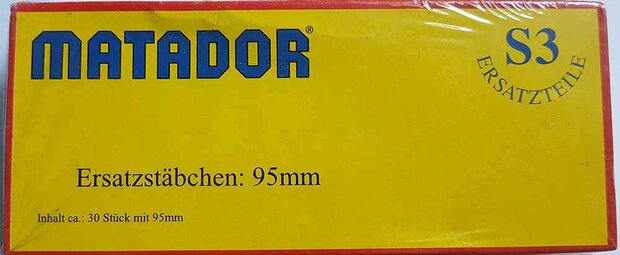 MATADOR®
S3
ERSATZTEILE
Ersatzstäbchen: 95mm
Inhalt ca.: 30 Stück mit 95mm